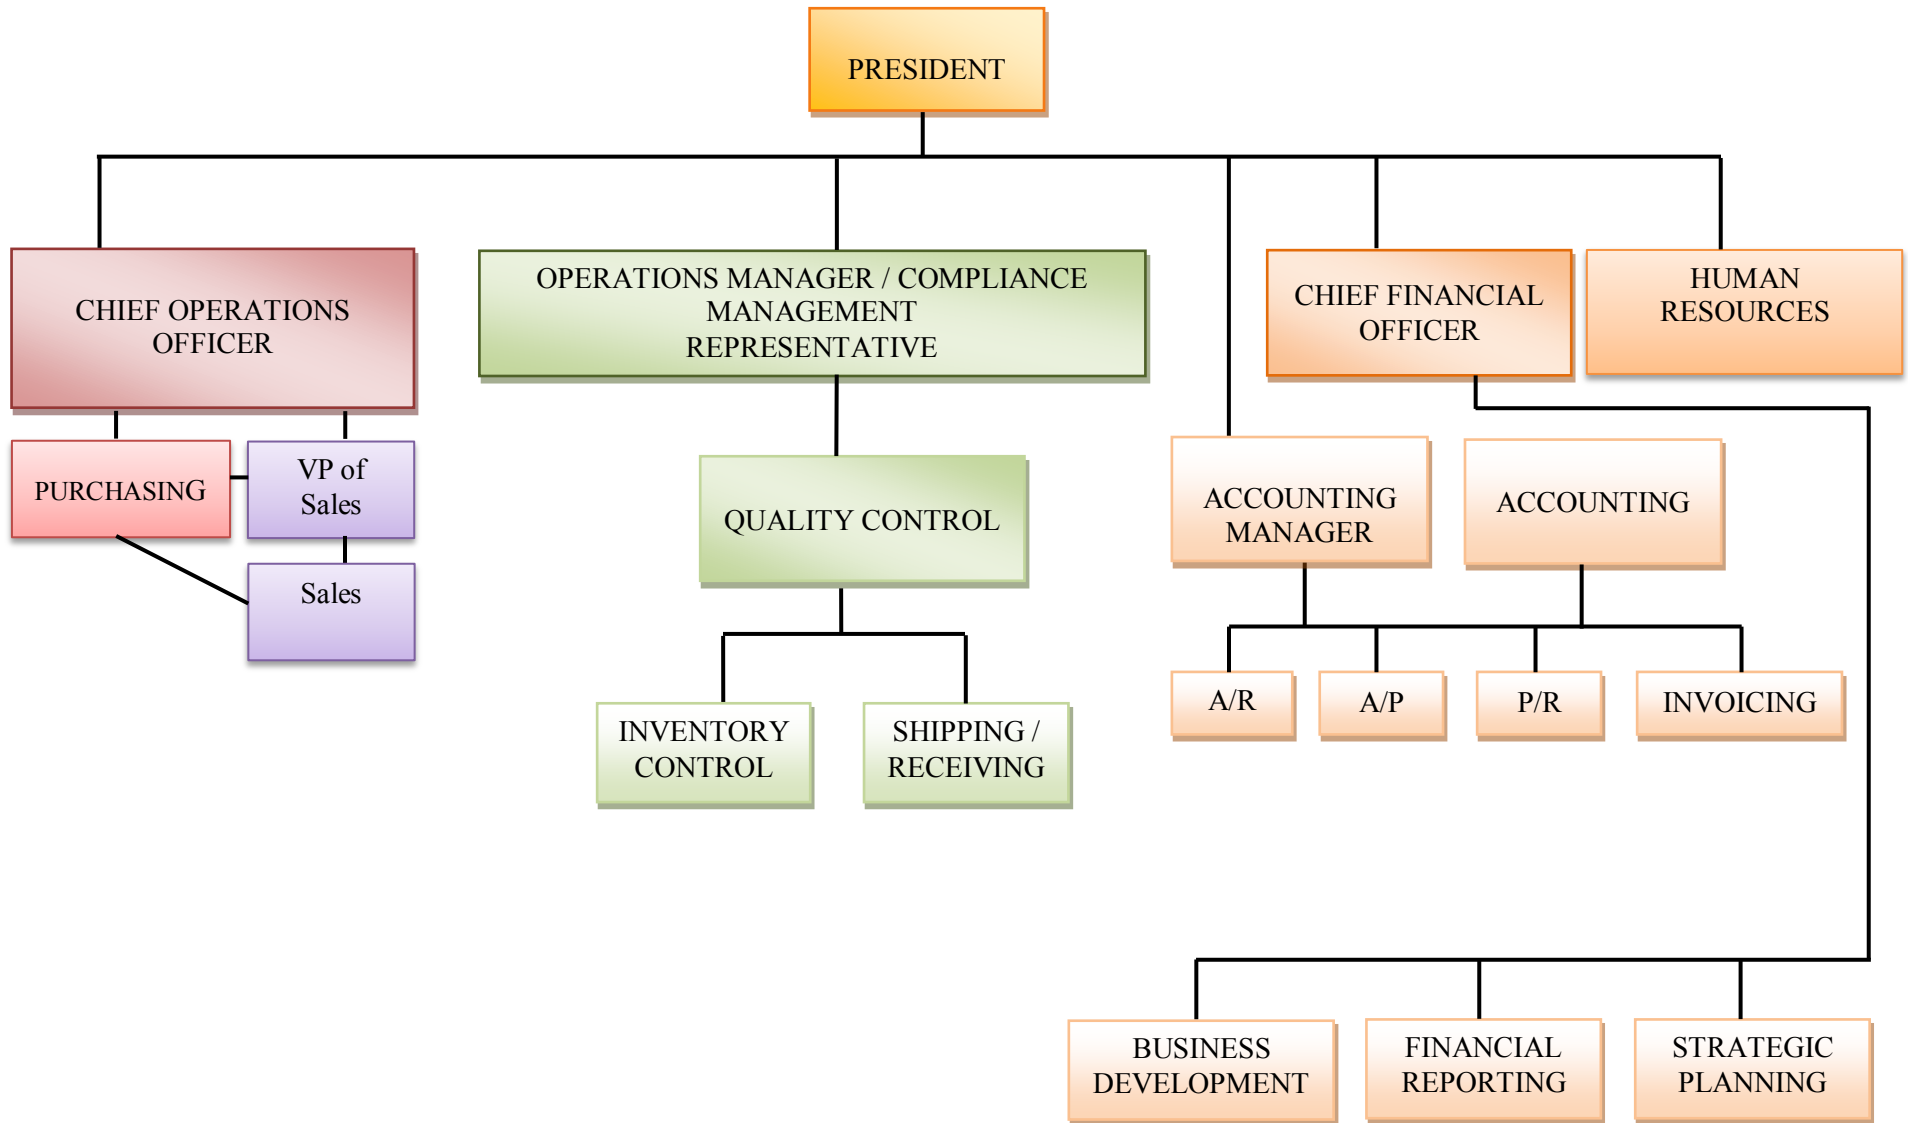 PRESIDENT
CHIEF OPERATIONS
OFFICER
OPERATIONS MANAGER / COMPLIANCE
MANAGEMENT
REPRESENTATIVE
CHIEF FINANCIAL
OFFICER
HUMAN
RESOURCES
PURCHASING
VP of
Sales
Sales
QUALITY CONTROL
ACCOUNTING
MANAGER
ACCOUNTING
A/R
A/P
P/R
INVOICING
INVENTORY
CONTROL
SHIPPING /
RECEIVING
BUSINESS
DEVELOPMENT
FINANCIAL
REPORTING
STRATEGIC
PLANNING